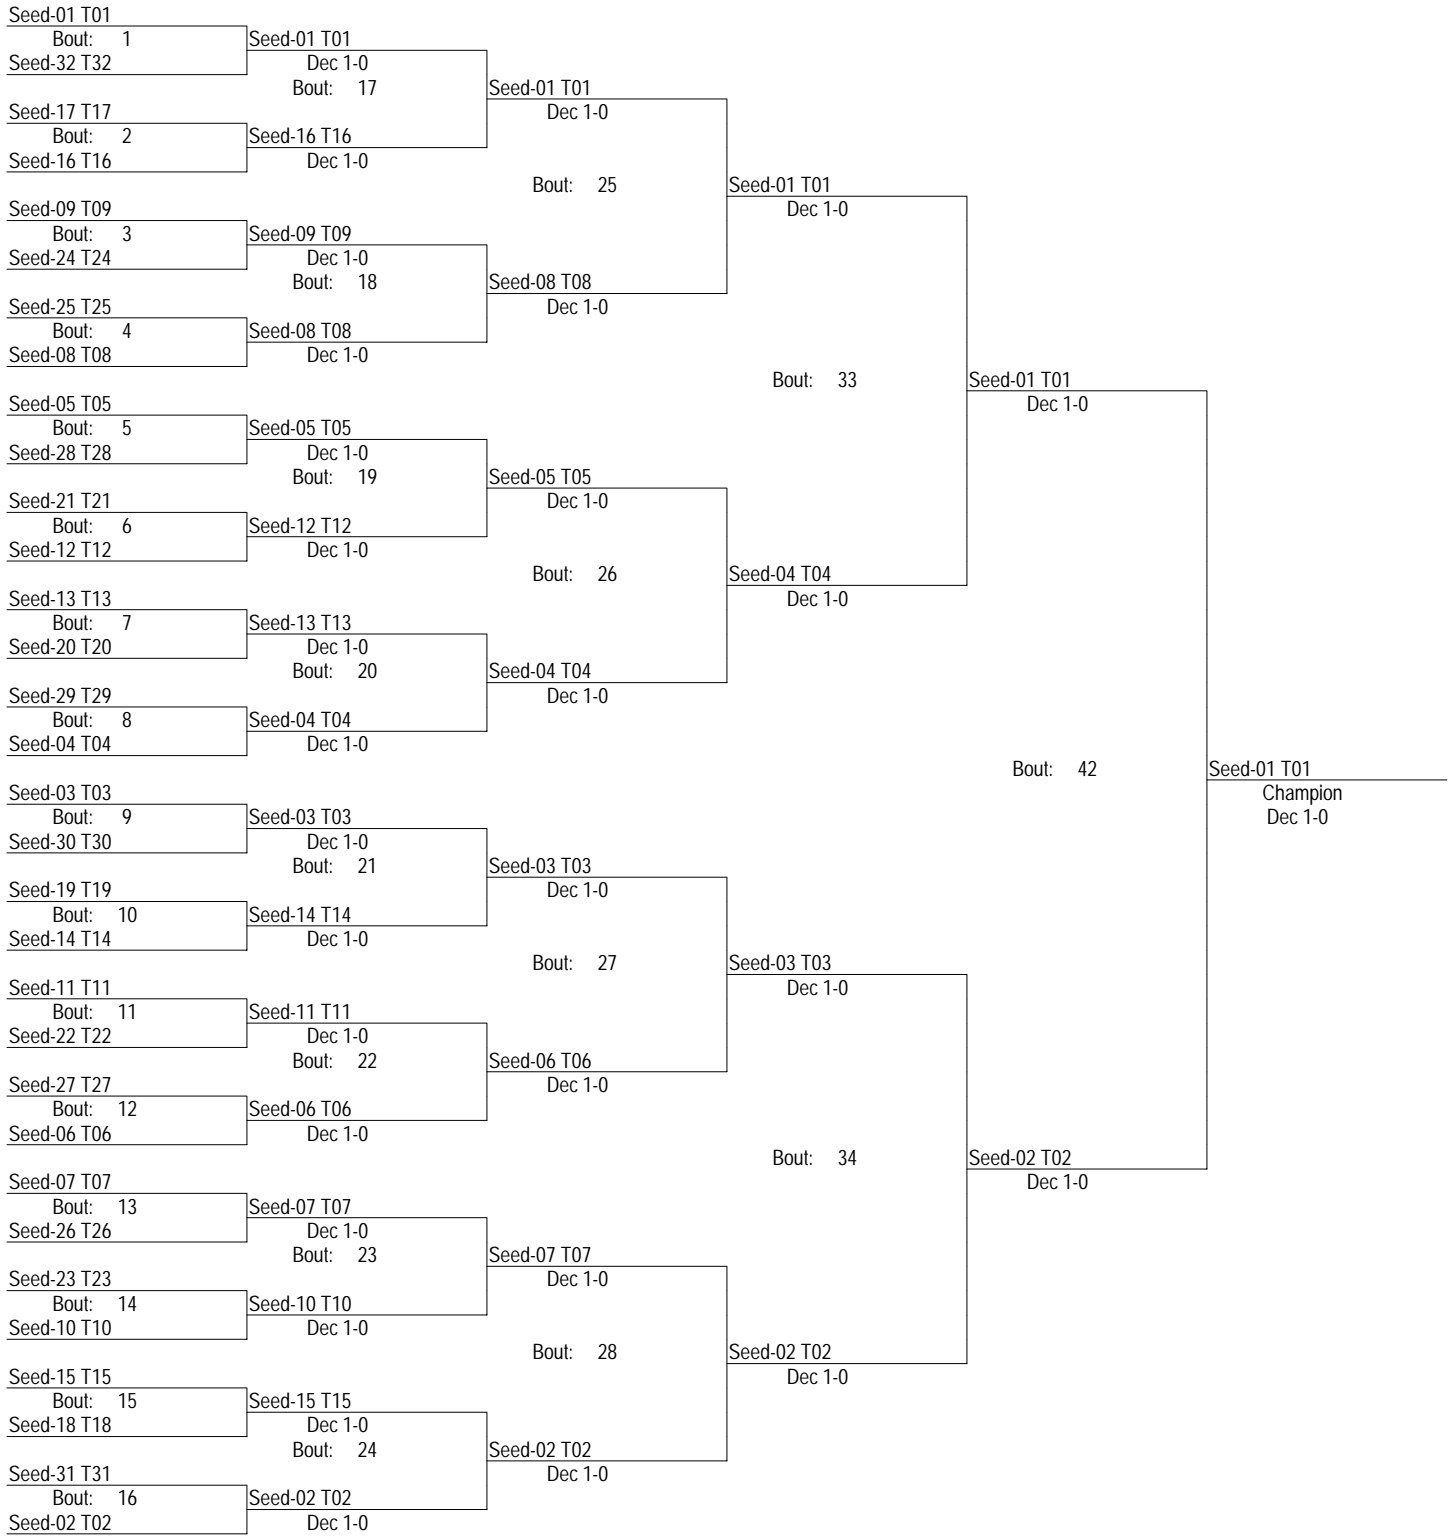 Seed-01 T01
Bout: 1 Seed-01 T01
Seed-32 T32 Dec 1-0
Bout: 17 Seed-01 T01
Seed-17 T17 Dec 1-0
Bout: 2 Seed-16 T16
Seed-16 T16 Dec 1-0
Bout: 25 Seed-01 T01
Seed-09 T09 Dec 1-0
Bout: 3 Seed-09 T09
Seed-24 T24 Dec 1-0
Bout: 18 Seed-08 T08
Seed-25 T25 Dec 1-0
Bout: 4 Seed-08 T08
Seed-08 T08 Dec 1-0
Bout: 33 Seed-01 T01
Seed-05 T05 Dec 1-0
Bout: 5 Seed-05 T05
Seed-28 T28 Dec 1-0
Bout: 19 Seed-05 T05
Seed-21 T21 Dec 1-0
Bout: 6 Seed-12 T12
Seed-12 T12 Dec 1-0
Bout: 26 Seed-04 T04
Seed-13 T13 Dec 1-0
Bout: 7 Seed-13 T13
Seed-20 T20 Dec 1-0
Bout: 20 Seed-04 T04
Seed-29 T29 Dec 1-0
Bout: 8 Seed-04 T04
Seed-04 T04 Dec 1-0
Bout: 42 Seed-01 T01
Seed-03 T03 Champion
Bout: 9 Seed-03 T03 Dec 1-0
Seed-30 T30 Dec 1-0
Bout: 21 Seed-03 T03
Seed-19 T19 Dec 1-0
Bout: 10 Seed-14 T14
Seed-14 T14 Dec 1-0
Bout: 27 Seed-03 T03
Seed-11 T11 Dec 1-0
Bout: 11 Seed-11 T11
Seed-22 T22 Dec 1-0
Bout: 22 Seed-06 T06
Seed-27 T27 Dec 1-0
Bout: 12 Seed-06 T06
Seed-06 T06 Dec 1-0
Bout: 34 Seed-02 T02
Seed-07 T07 Dec 1-0
Bout: 13 Seed-07 T07
Seed-26 T26 Dec 1-0
Bout: 23 Seed-07 T07
Seed-23 T23 Dec 1-0
Bout: 14 Seed-10 T10
Seed-10 T10 Dec 1-0
Bout: 28 Seed-02 T02
Seed-15 T15 Dec 1-0
Bout: 15 Seed-15 T15
Seed-18 T18 Dec 1-0
Bout: 24 Seed-02 T02
Seed-31 T31 Dec 1-0
Bout: 16 Seed-02 T02
Seed-02 T02 Dec 1-0